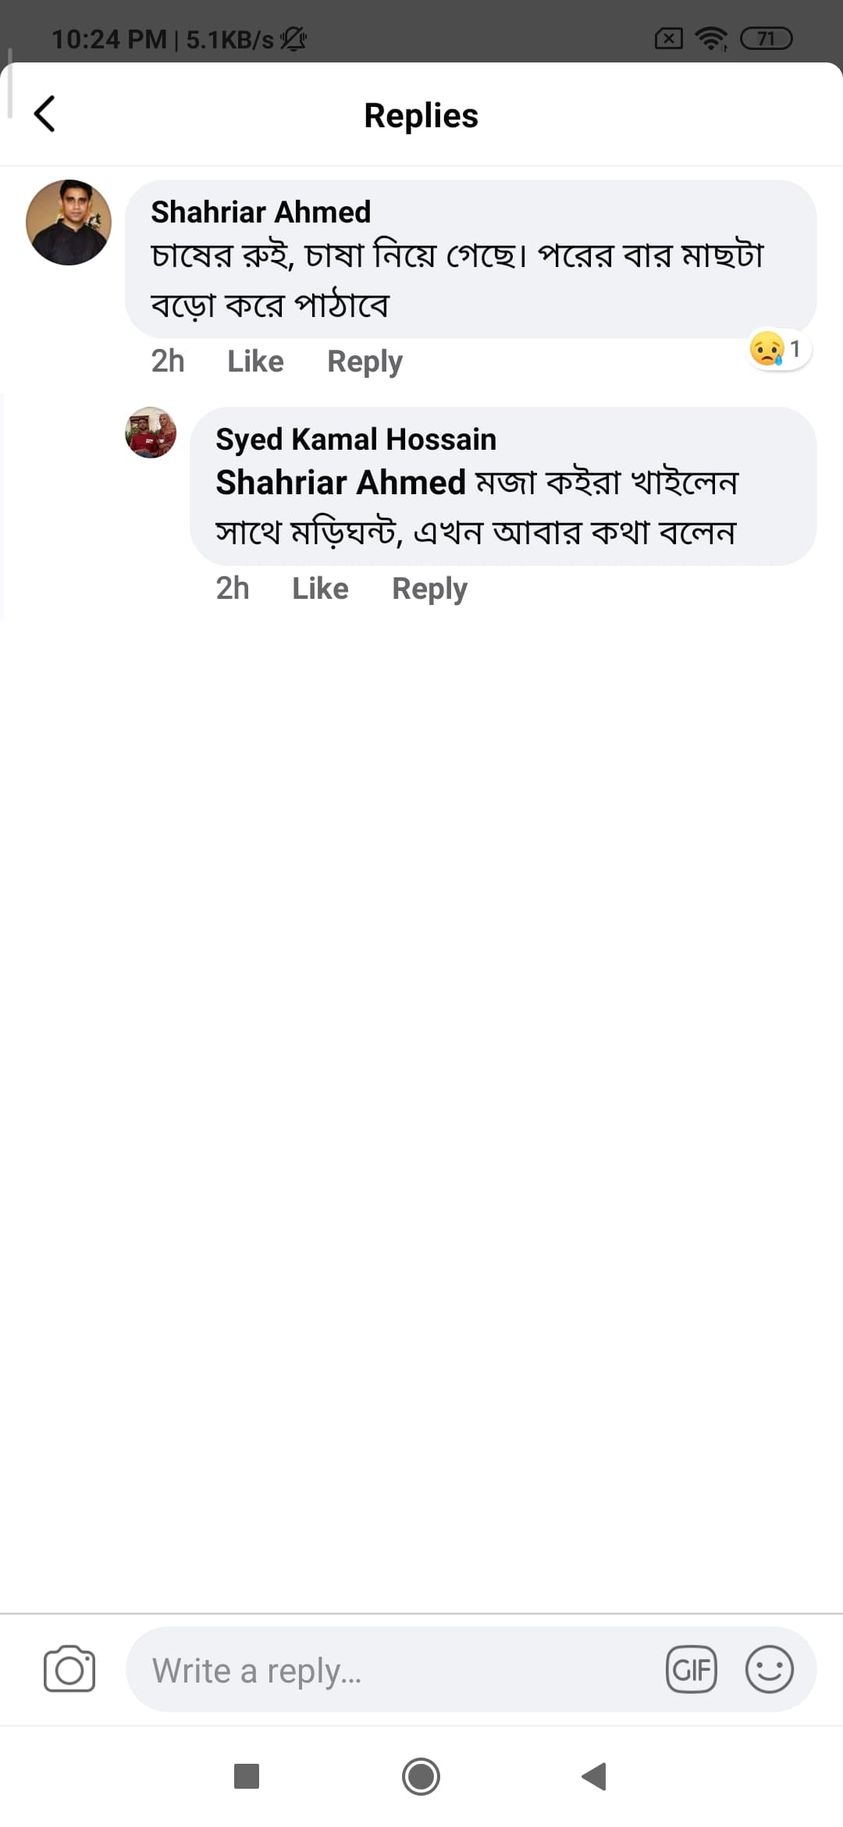 10:24 PM | 5.1KB/s
71
Replies
Shahriar Ahmed
চাষের রুই, চাষা নিয়ে গেছে। পরের বার মাছটা
বড়ো করে পাঠাবে
2h Like Reply
1
Syed Kamal Hossain
Shahriar Ahmed মজা কইরা খাইলেন
সাথে মড়িঘন্ট, এখন আবার কথা বলেন
2h Like Reply
Write a reply...
GIF